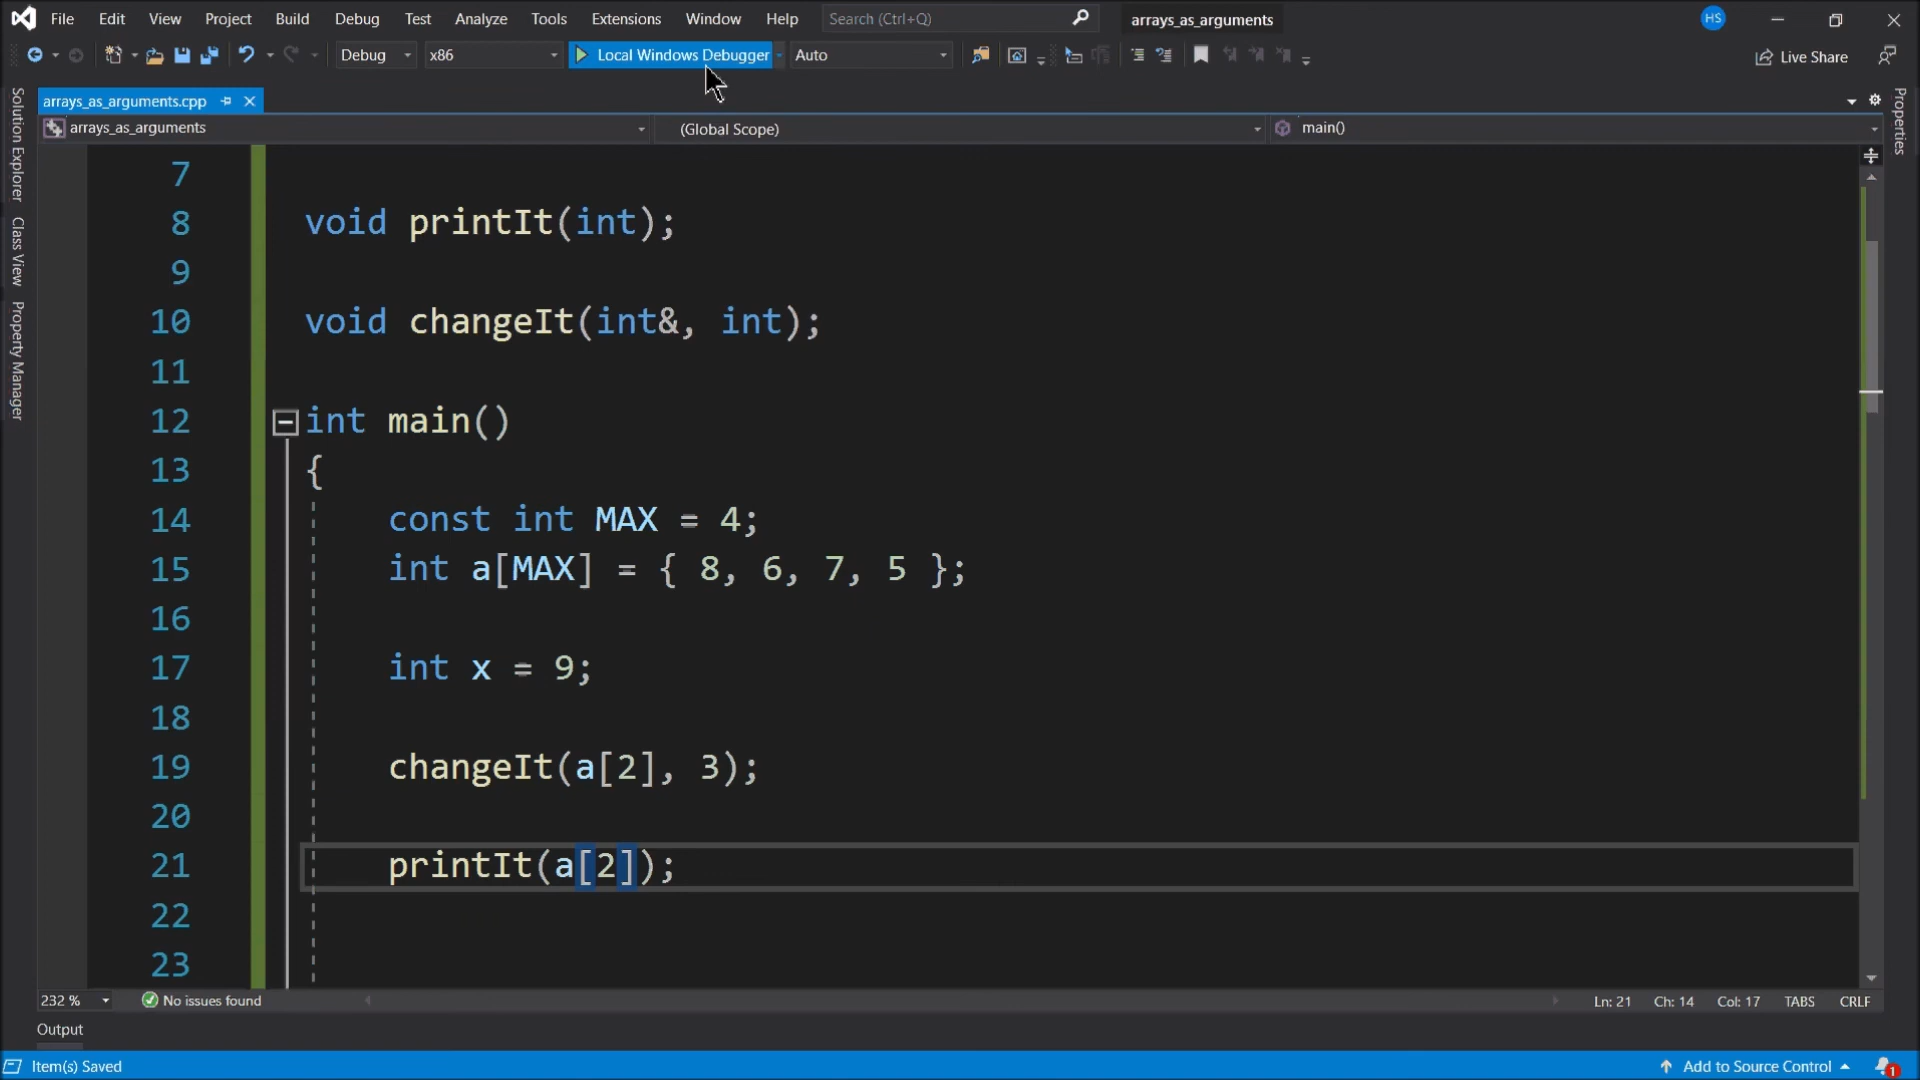 File Edit View Project Build Debug Test Analyze Tools Extensions Window Help Search (Ctrl+Q) arrays_as_arguments HS
Debug x86 Local Windows Debugger Auto Live Share
arrays_as_arguments.cpp
arrays_as_arguments (Global Scope) main()
Solution Explorer
Class View
Property Manager
Properties
7
8 void printIt(int);
9
10 void changeIt(int&, int);
11
12 int main()
13 {
14 const int MAX = 4;
15 int a[MAX] = { 8, 6, 7, 5 };
16
17 int x = 9;
18
19 changeIt(a[2], 3);
20
21 printIt(a[2]);
22
23
232 % No issues found Ln: 21 Ch: 14 Col: 17 TABS CRLF
Output
Item(s) Saved Add to Source Control 1